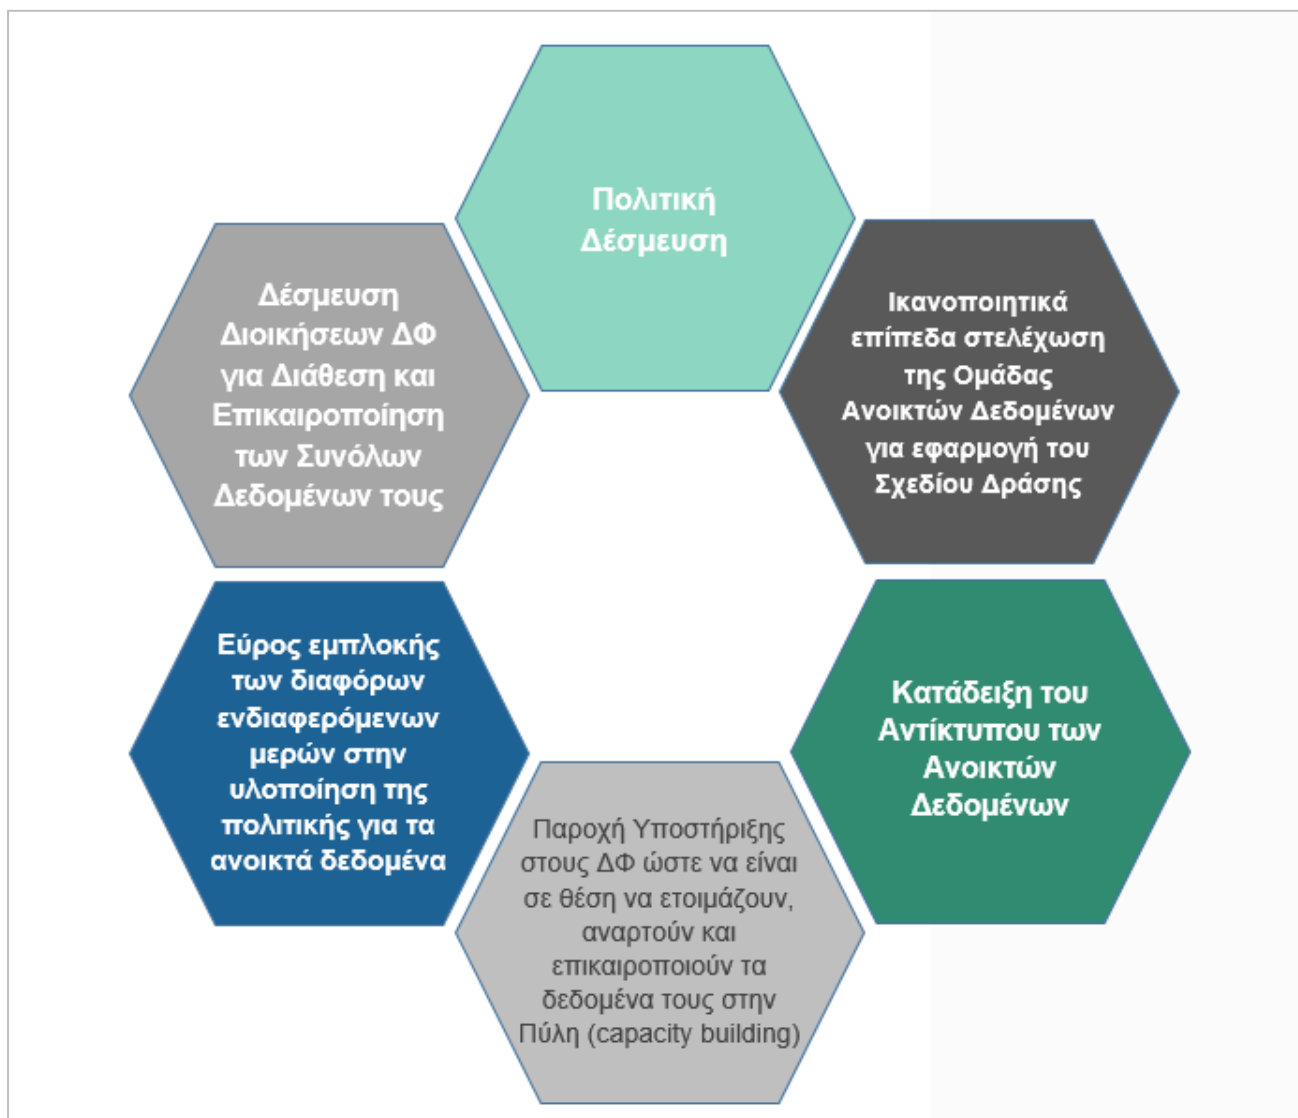 Πολιτική
Δέσμευση
Ικανοποιητικά
επίπεδα στελέχωση
της Ομάδας
Ανοικτών Δεδομένων
για εφαρμογή του
Σχεδίου Δράσης
Κατάδειξη του
Αντίκτυπου των
Ανοικτών
Δεδομένων
Παροχή Υποστήριξης
στους ΔΦ ώστε να είναι
σε θέση να ετοιμάζουν,
αναρτούν και
επικαιροποιούν τα
δεδομένα τους στην
Πύλη (capacity building)
Εύρος εμπλοκής
των διαφόρων
ενδιαφερόμενων
μερών στην
υλοποίηση της
πολιτικής για τα
ανοικτά δεδομένα
Δέσμευση
Διοικήσεων ΔΦ
για Διάθεση και
Επικαιροποίηση
των Συνόλων
Δεδομένων τους